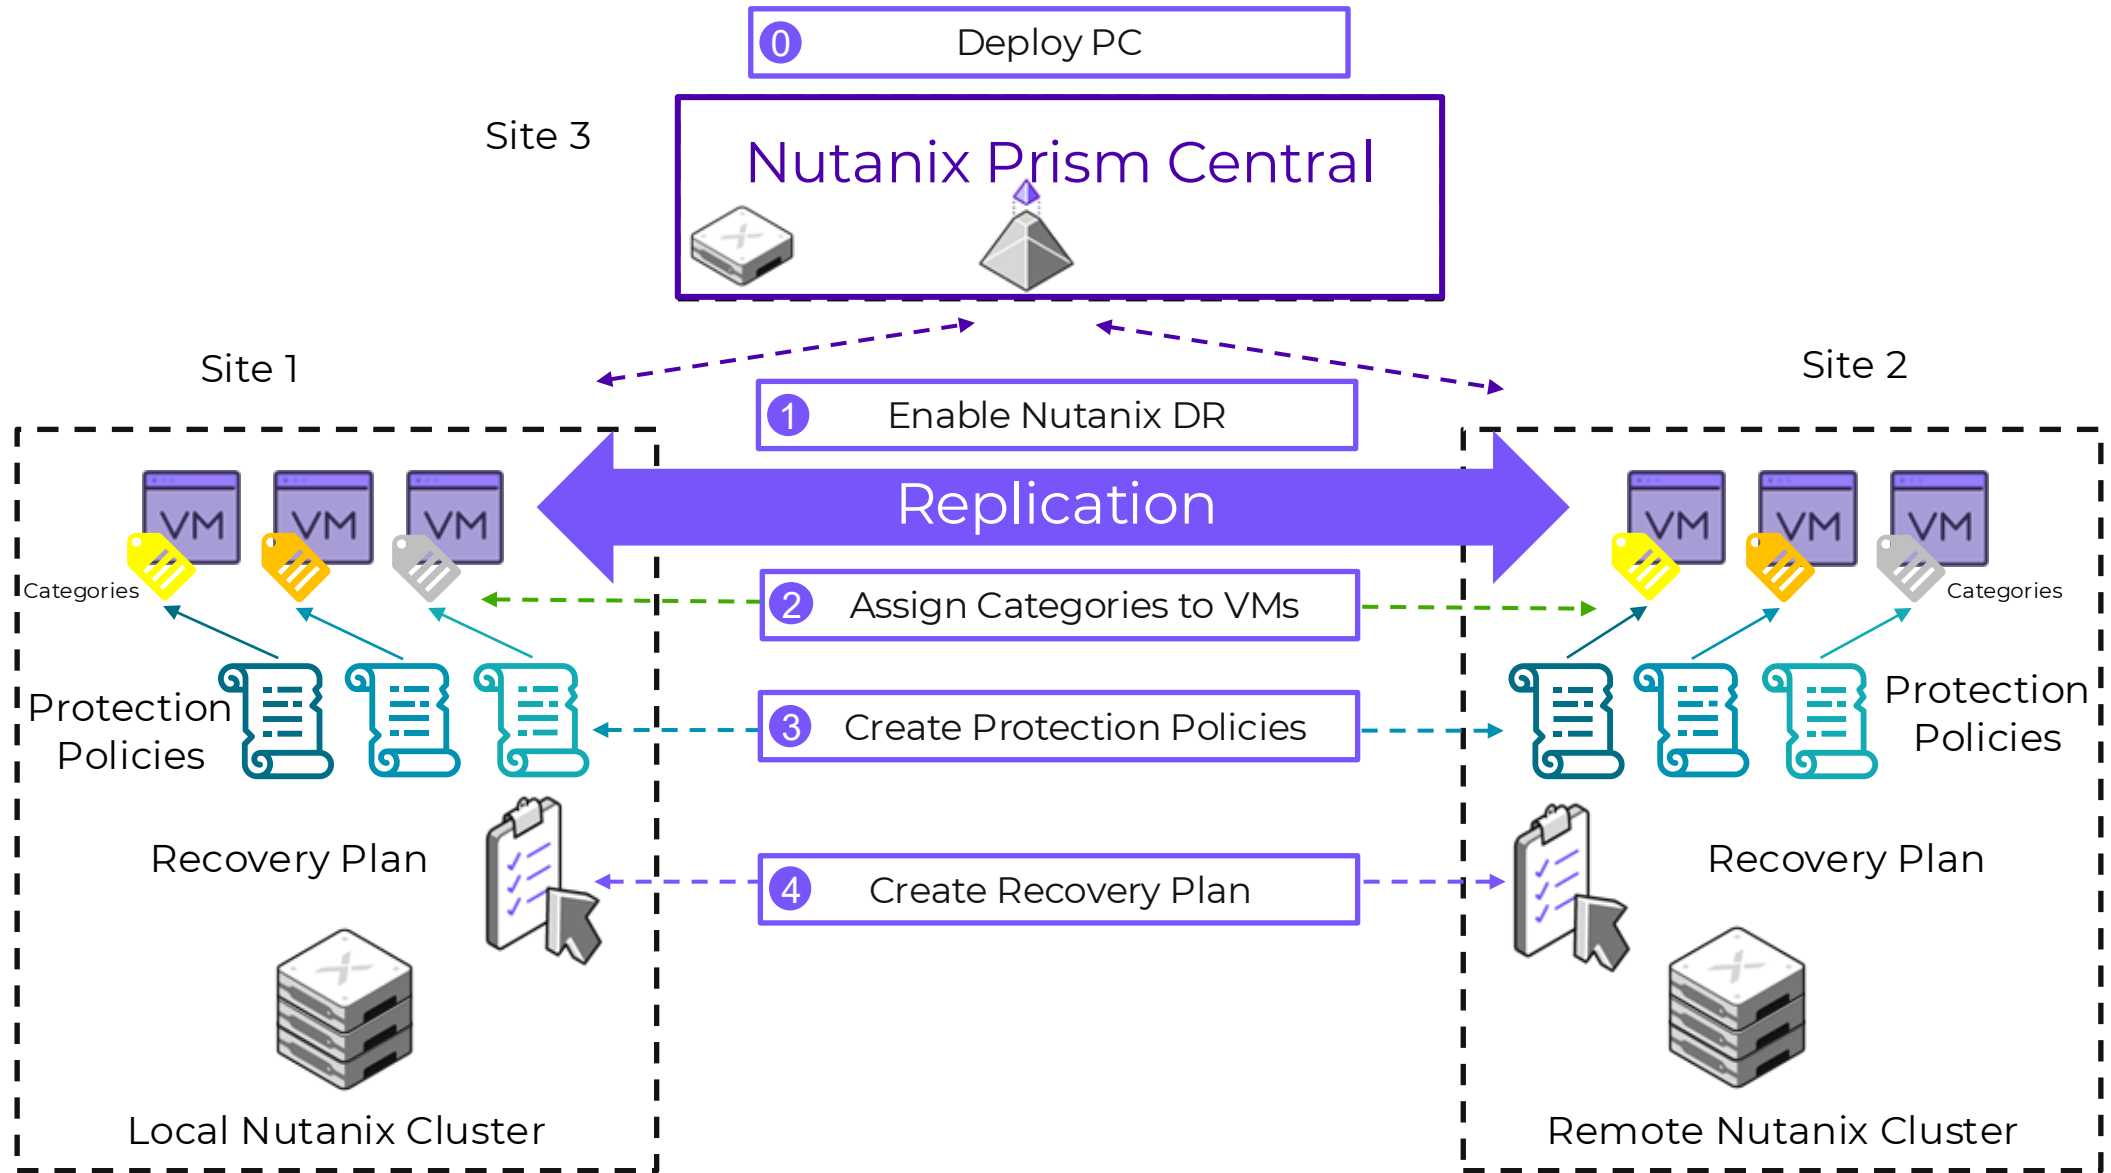 0 Deploy PC
Site 3
Nutanix Prism Central
Site 1
Site 2
1 Enable Nutanix DR
VM
VM
VM
Replication
VM
VM
VM
Categories
2 Assign Categories to VMs
Categories
Protection
Policies
3 Create Protection Policies
Protection
Policies
Recovery Plan
4 Create Recovery Plan
Recovery Plan
Local Nutanix Cluster
Remote Nutanix Cluster